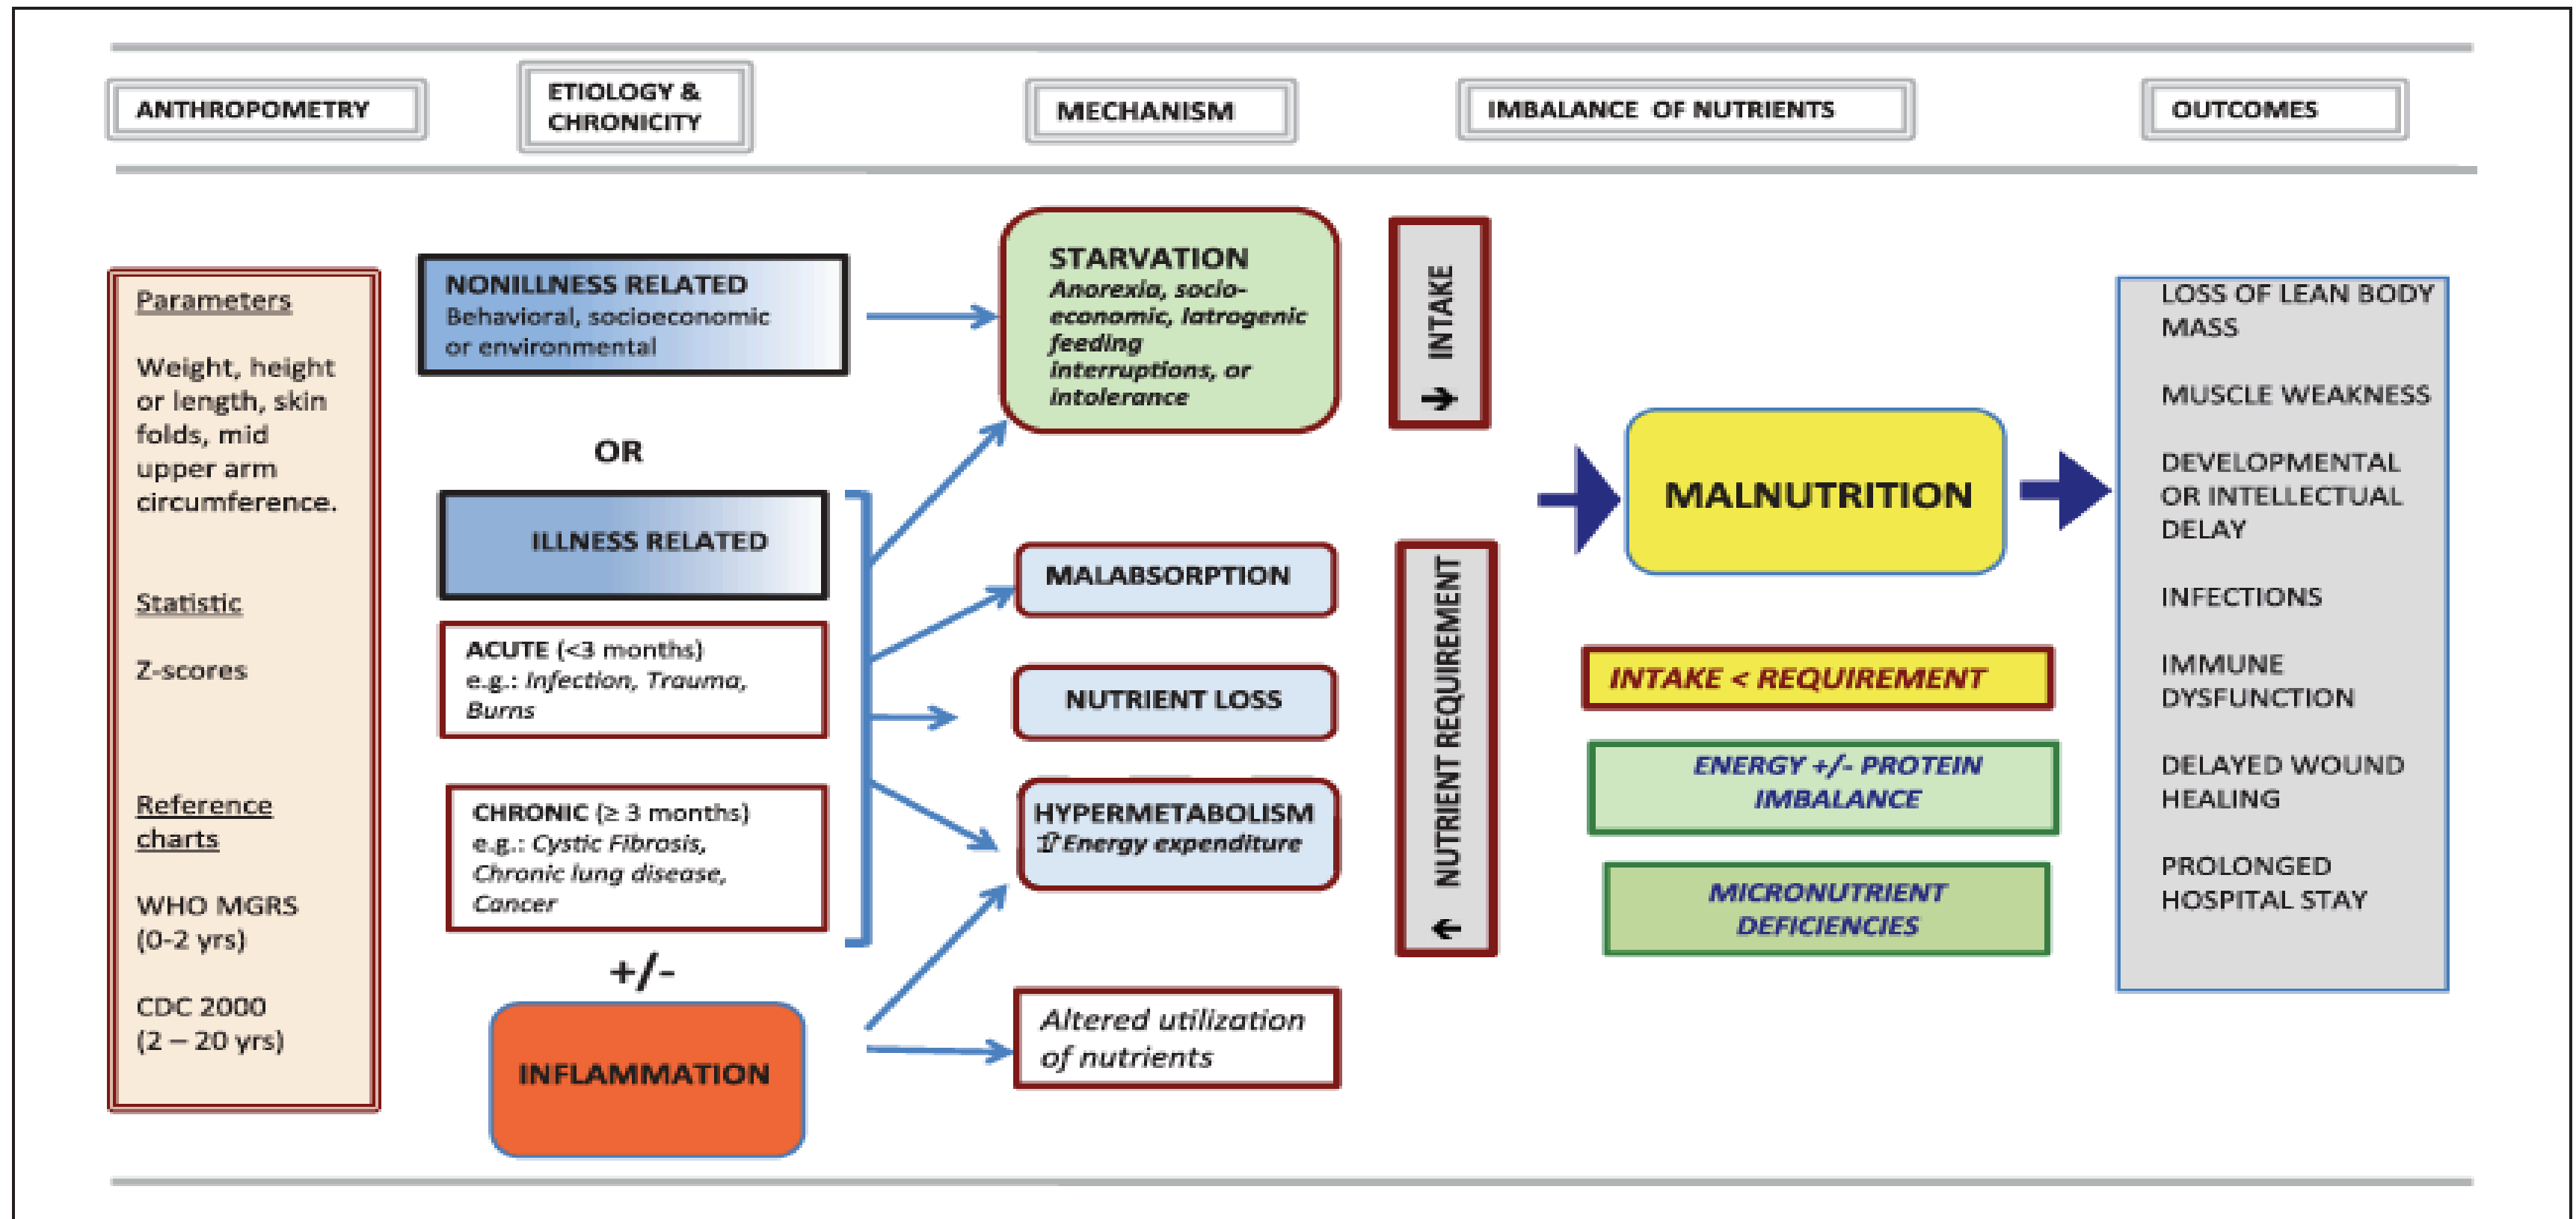 ANTHROPOMETRY
ETIOLOGY &
CHRONICITY
MECHANISM
IMBALANCE OF NUTRIENTS
OUTCOMES
Parameters
Weight, height
or length, skin
folds, mid
upper arm
circumference.
Statistic
Z-scores
Reference
charts
WHO MGRS
(0-2 yrs)
CDC 2000
(2 – 20 yrs)
NONILLNESS RELATED
Behavioral, socioeconomic
or environmental
OR
ILLNESS RELATED
ACUTE (<3 months)
e.g.: Infection, Trauma,
Burns
CHRONIC (≥ 3 months)
e.g.: Cystic Fibrosis,
Chronic lung disease,
Cancer
+/-
INFLAMMATION
STARVATION
Anorexia, socio-
economic, Iatrogenic
feeding
interruptions, or
intolerance
MALABSORPTION
NUTRIENT LOSS
HYPERMETABOLISM
⇧Energy expenditure
Altered utilization
of nutrients
↓ INTAKE
↑ NUTRIENT REQUIREMENT
MALNUTRITION
INTAKE < REQUIREMENT
ENERGY +/- PROTEIN
IMBALANCE
MICRONUTRIENT
DEFICIENCIES
LOSS OF LEAN BODY
MASS
MUSCLE WEAKNESS
DEVELOPMENTAL
OR INTELLECTUAL
DELAY
INFECTIONS
IMMUNE
DYSFUNCTION
DELAYED WOUND
HEALING
PROLONGED
HOSPITAL STAY